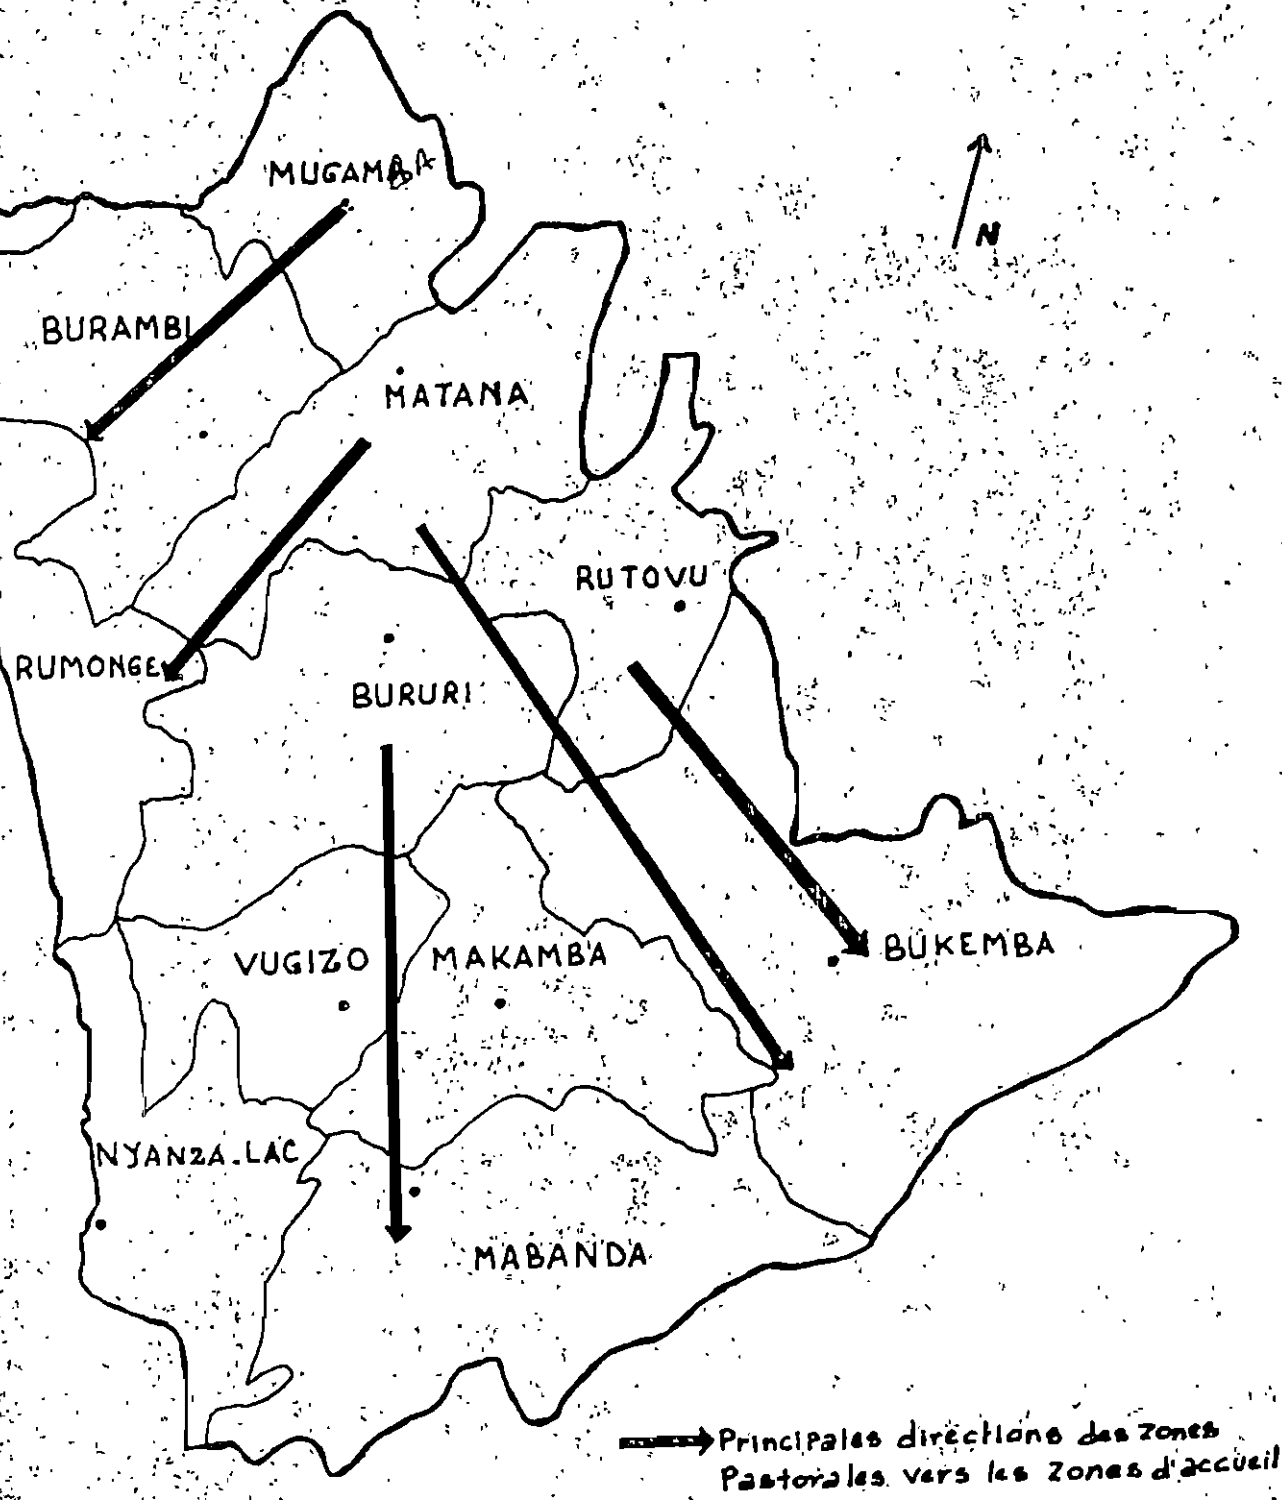 MUGAMBA
N
BURAMBI
MATANA
RUTOVU
RUMONGE
BURURI
BUKEMBA
VUGIZO
MAKAMBA
NYANZA.LAC
MABANDA
Principales directions des zones
Pastorales vers les zones d'accueil